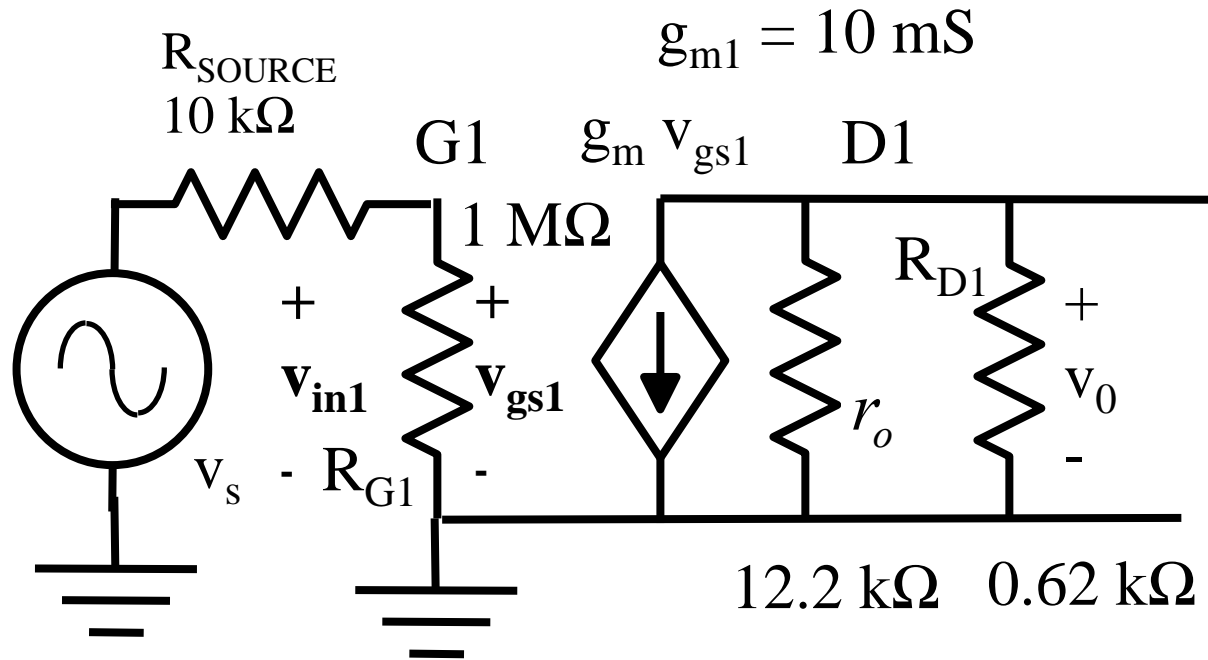 g_m1 = 10 mS
R_SOURCE
10 kΩ
G1
g_m v_gs1
D1
1 MΩ
R_D1
+
+
+
v_in1
v_gs1
v_0
r_o
v_s
-
R_G1
-
-
12.2 kΩ
0.62 kΩ